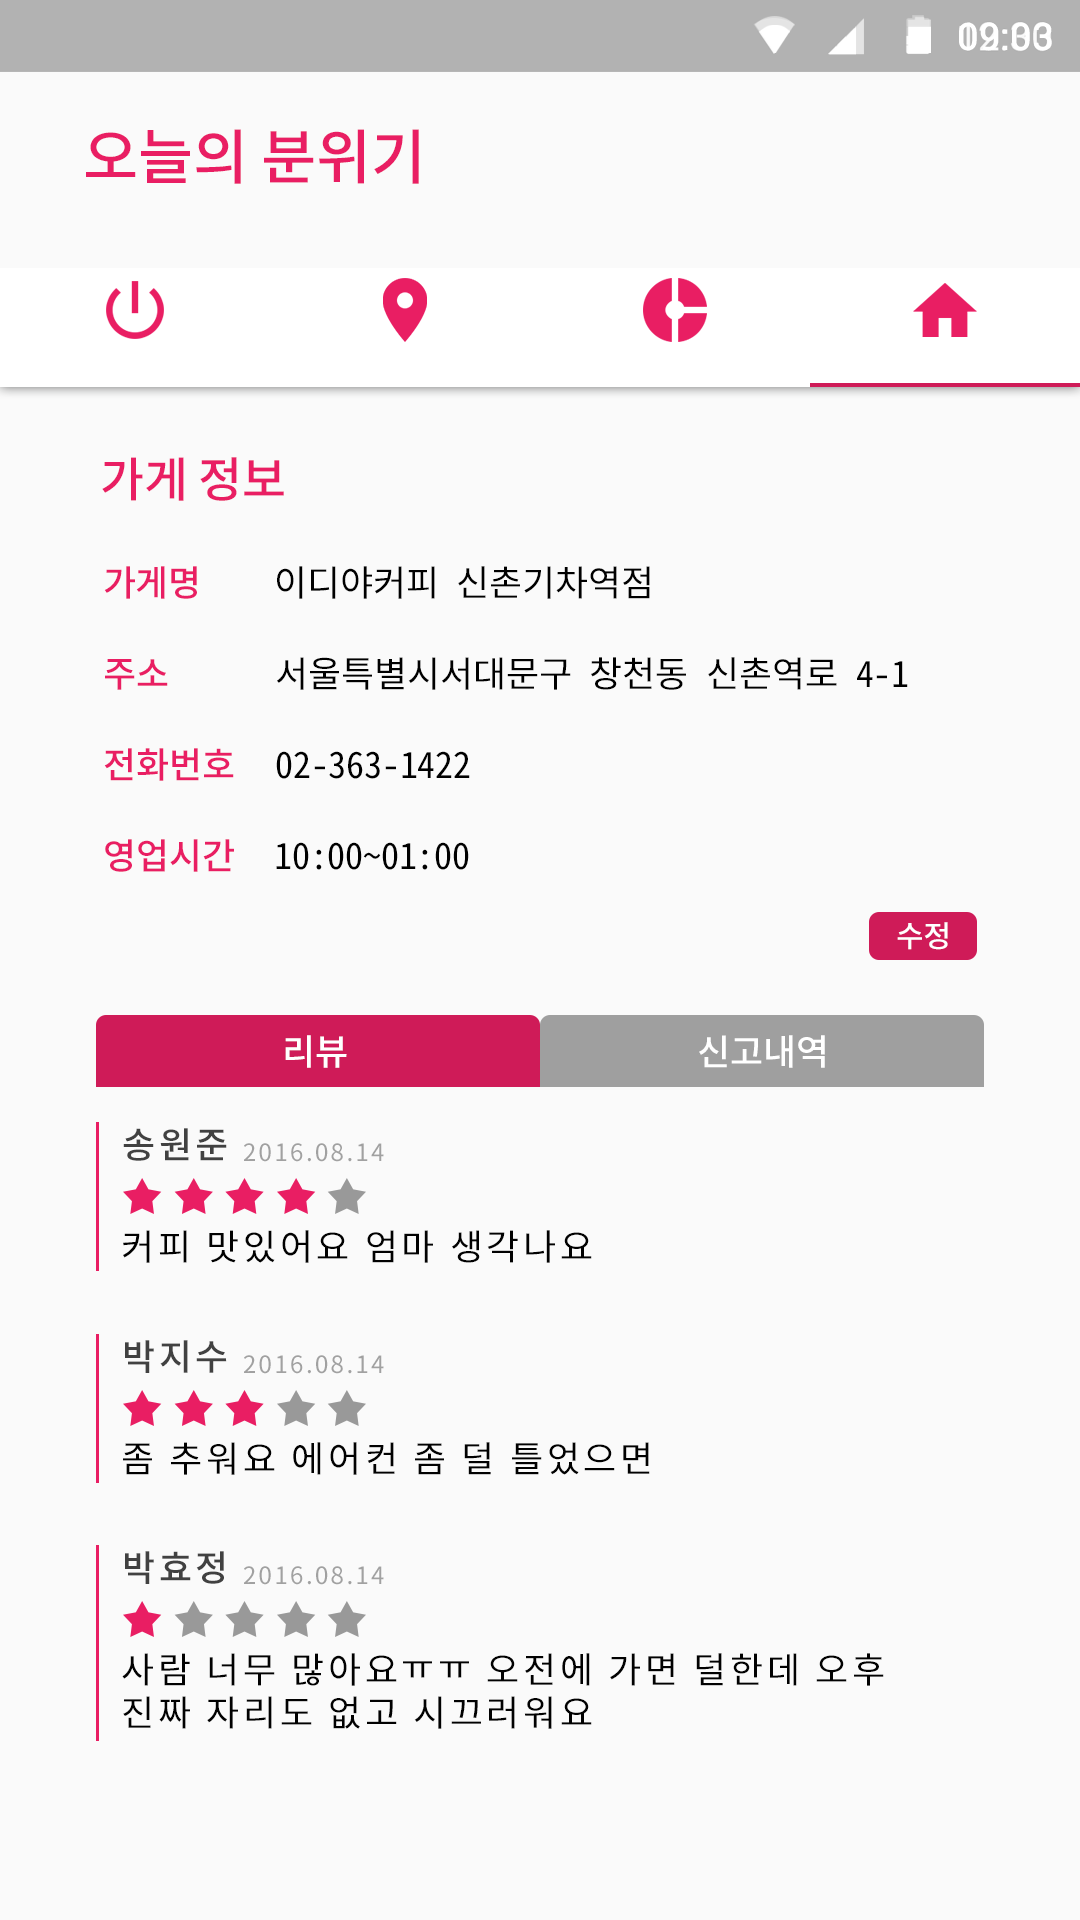 오늘의 분위기
가게 정보
가게명 이디야커피 신촌기차역점
주소 서울특별시서대문구 창천동 신촌역로 4-1
전화번호 02-363-1422
영업시간 10:00~01:00
수정
리뷰 신고내역
송원준 2016.08.14
커피 맛있어요 엄마 생각나요
박지수 2016.08.14
좀 추워요 에어컨 좀 덜 틀었으면
박효정 2016.08.14
사람 너무 많아요ㅠㅠ 오전에 가면 덜한데 오후
진짜 자리도 없고 시끄러워요